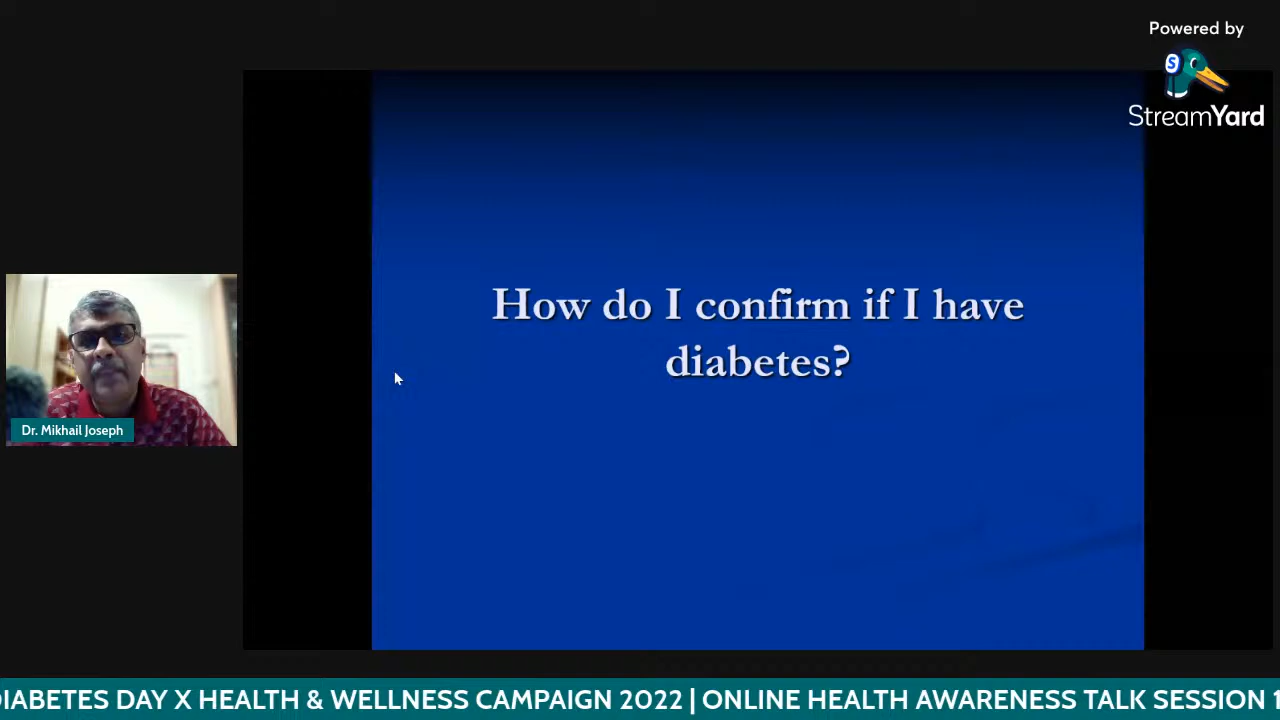 Powered by
StreamYard
How do I confirm if I have
diabetes?
Dr. Mikhail Joseph
DIABETES DAY X HEALTH & WELLNESS CAMPAIGN 2022 | ONLINE HEALTH AWARENESS TALK SESSION 1